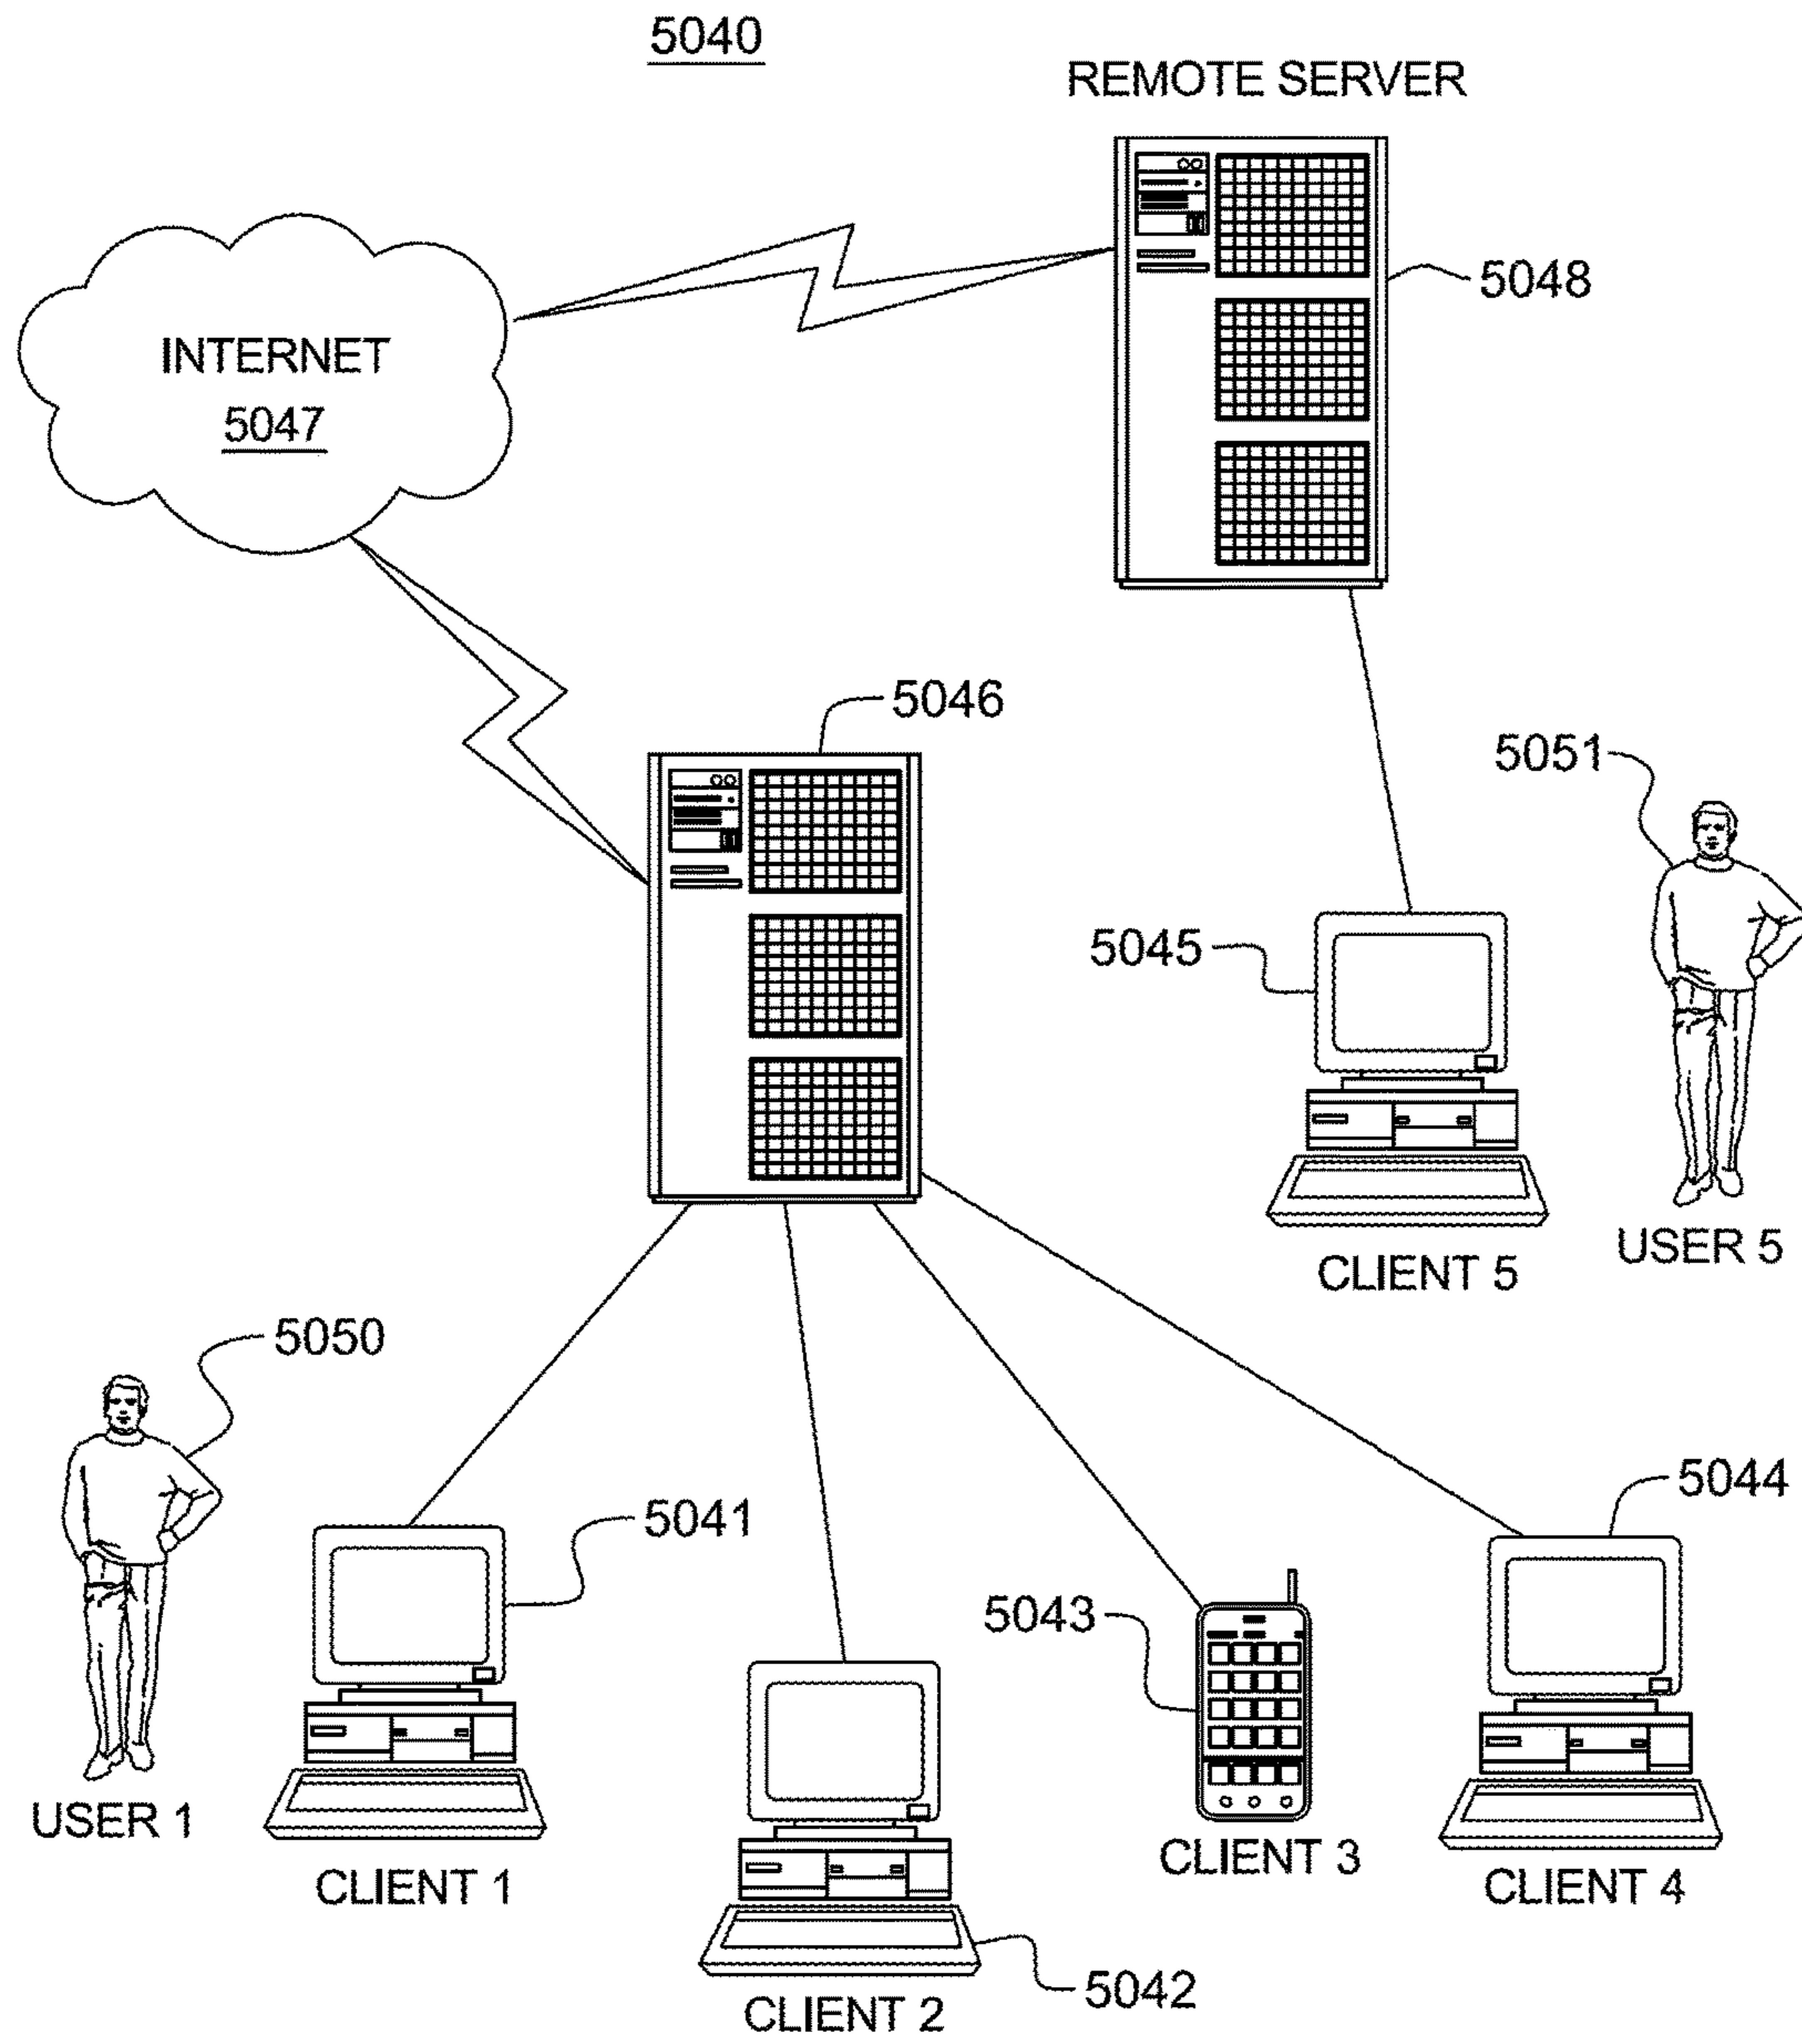 5040
REMOTE SERVER
5048
INTERNET
5047
5046
5051
5045
USER 5
CLIENT 5
5050
5044
5041
5043
USER 1
CLIENT 1
CLIENT 3
CLIENT 4
5042
CLIENT 2